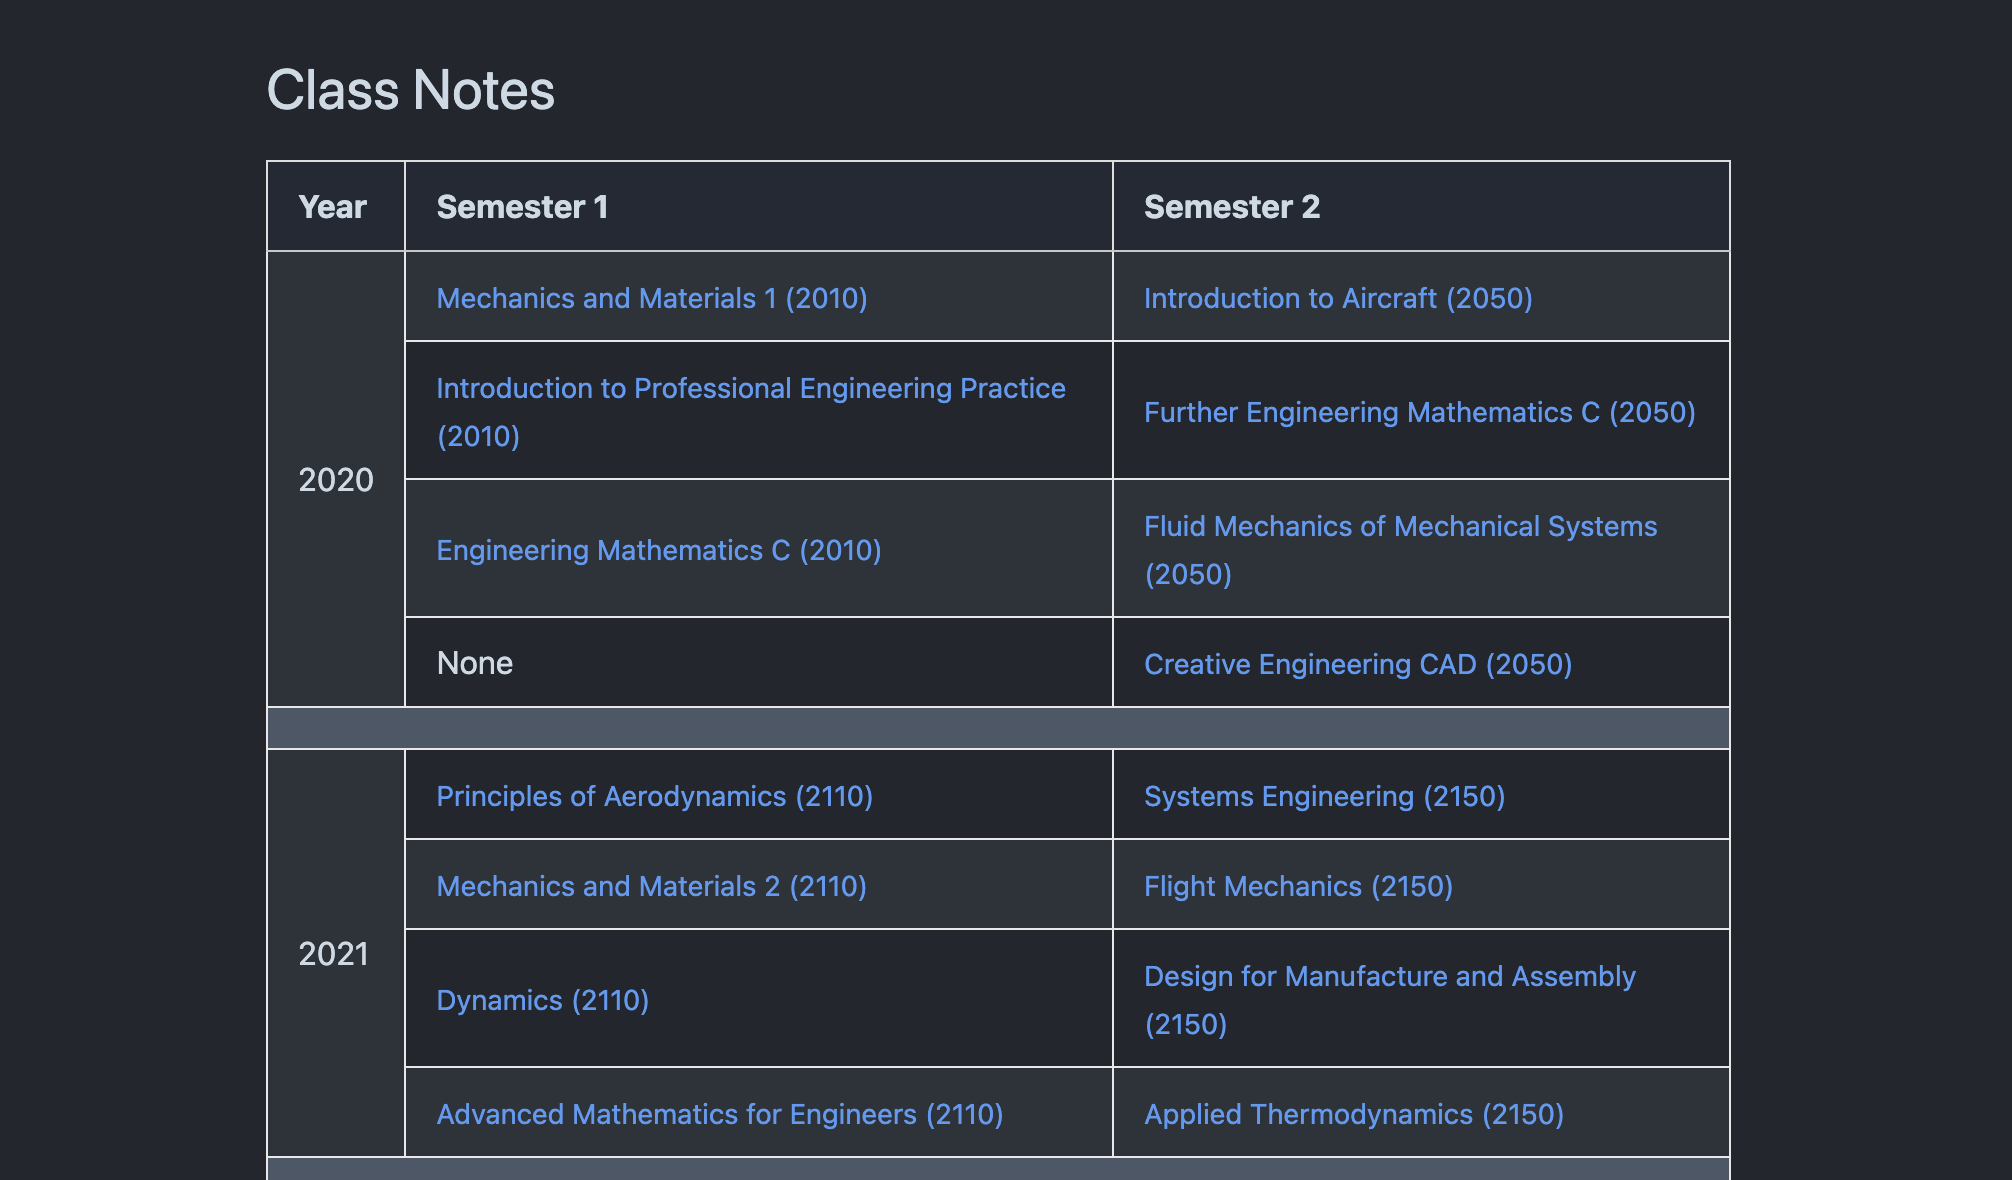 Class Notes
Year Semester 1 Semester 2
2020
Mechanics and Materials 1 (2010)
Introduction to Aircraft (2050)
Introduction to Professional Engineering Practice
(2010)
Further Engineering Mathematics C (2050)
Engineering Mathematics C (2010)
Fluid Mechanics of Mechanical Systems
(2050)
None
Creative Engineering CAD (2050)
2021
Principles of Aerodynamics (2110)
Systems Engineering (2150)
Mechanics and Materials 2 (2110)
Flight Mechanics (2150)
Dynamics (2110)
Design for Manufacture and Assembly
(2150)
Advanced Mathematics for Engineers (2110)
Applied Thermodynamics (2150)